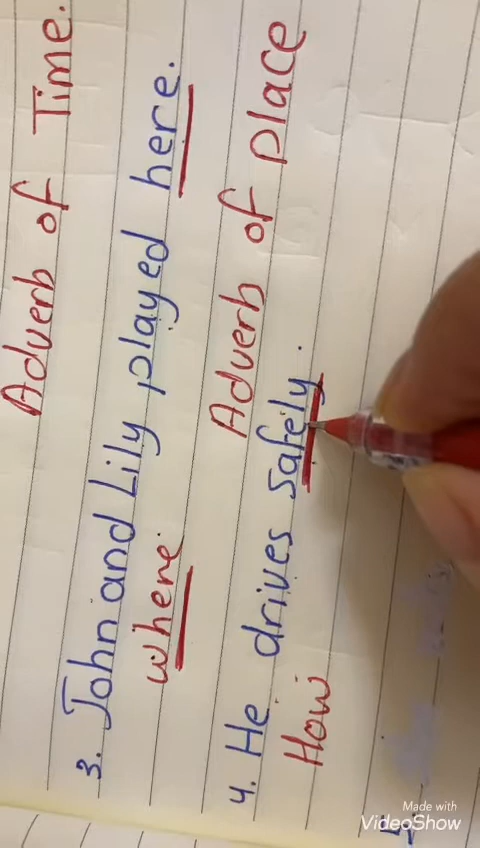 Adverb of Time.
3. John and Lily played here.
where.
Adverb of place
4. He drives safely.
How
5.
Made with
VideoShow